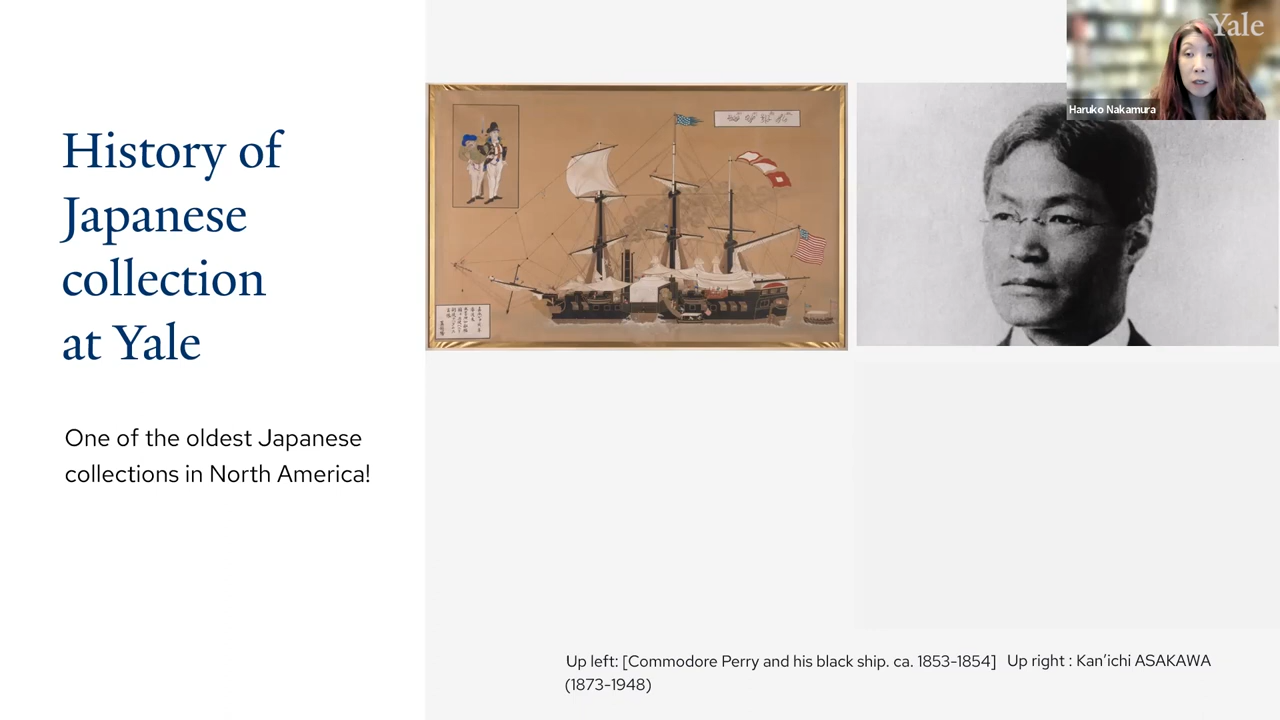 Yale
Haruko Nakamura
History of
Japanese
collection
at Yale
One of the oldest Japanese
collections in North America!
Up left: [Commodore Perry and his black ship. ca. 1853-1854] Up right : Kan’ichi ASAKAWA
(1873-1948)